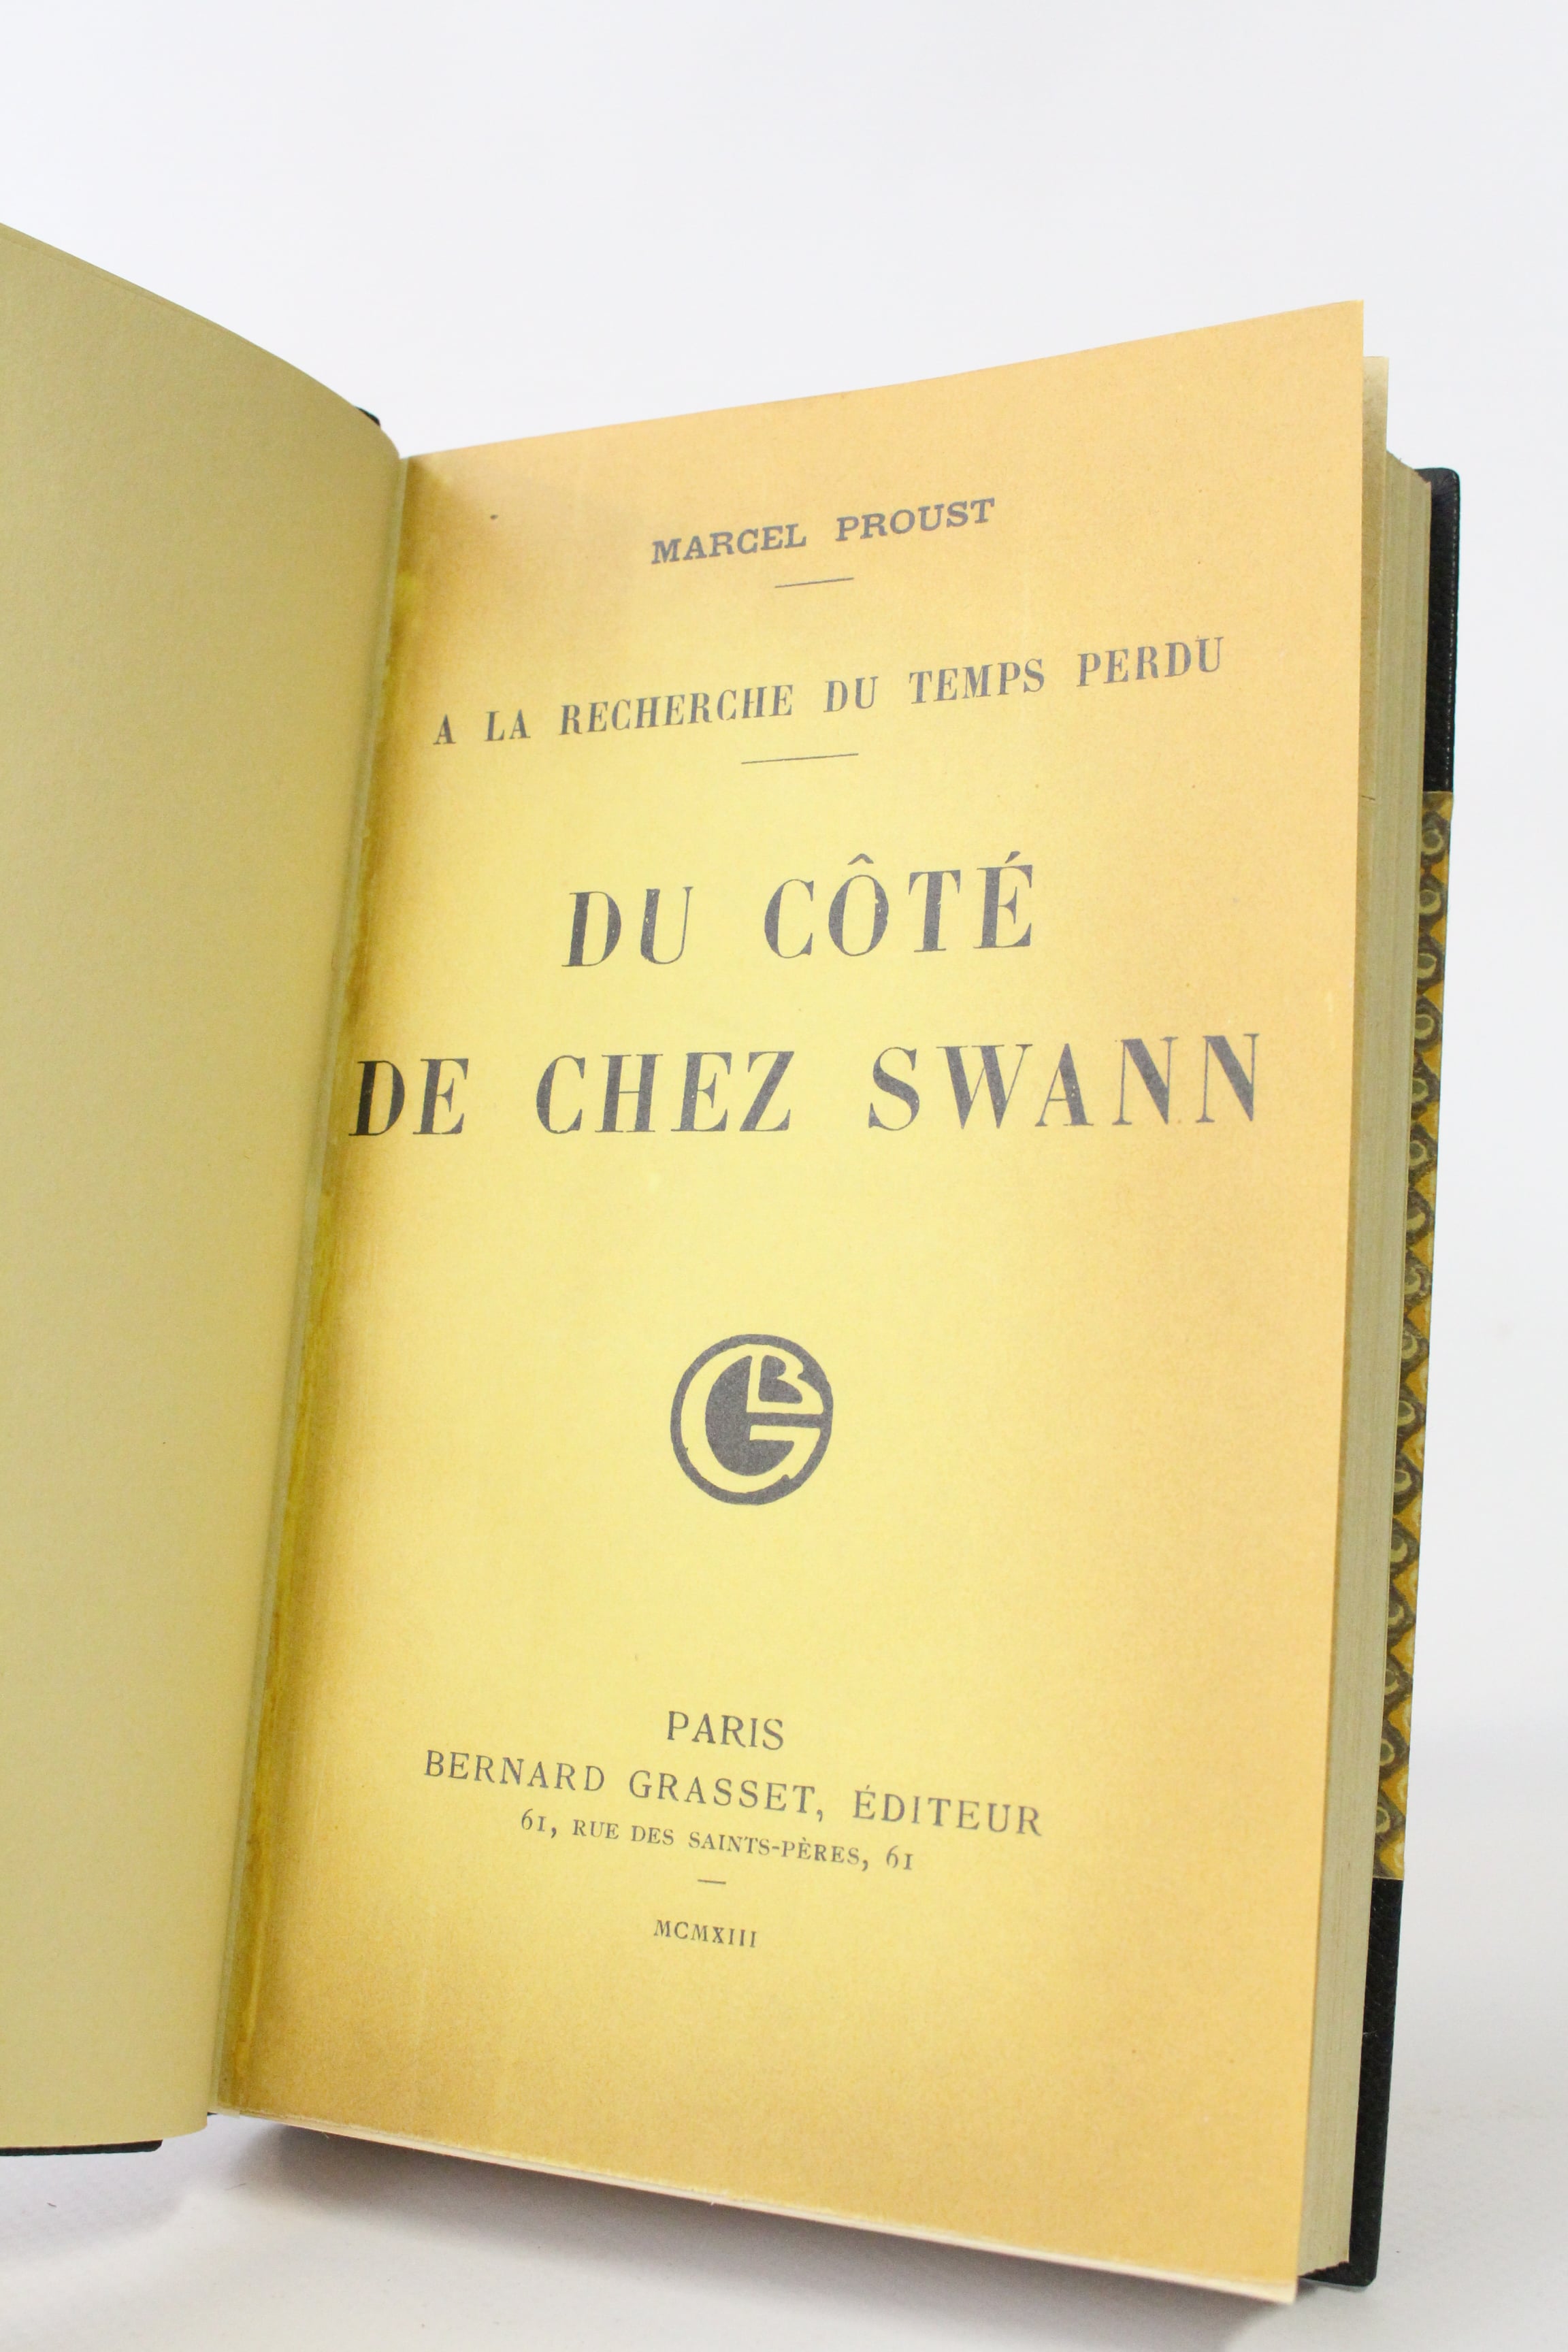 MARCEL PROUST
A LA RECHERCHE DU TEMPS PERDU
DU CÔTÉ
DE CHEZ SWANN
BG
PARIS
BERNARD GRASSET, ÉDITEUR
61, RUE DES SAINTS-PÈRES, 61
MCMXIII